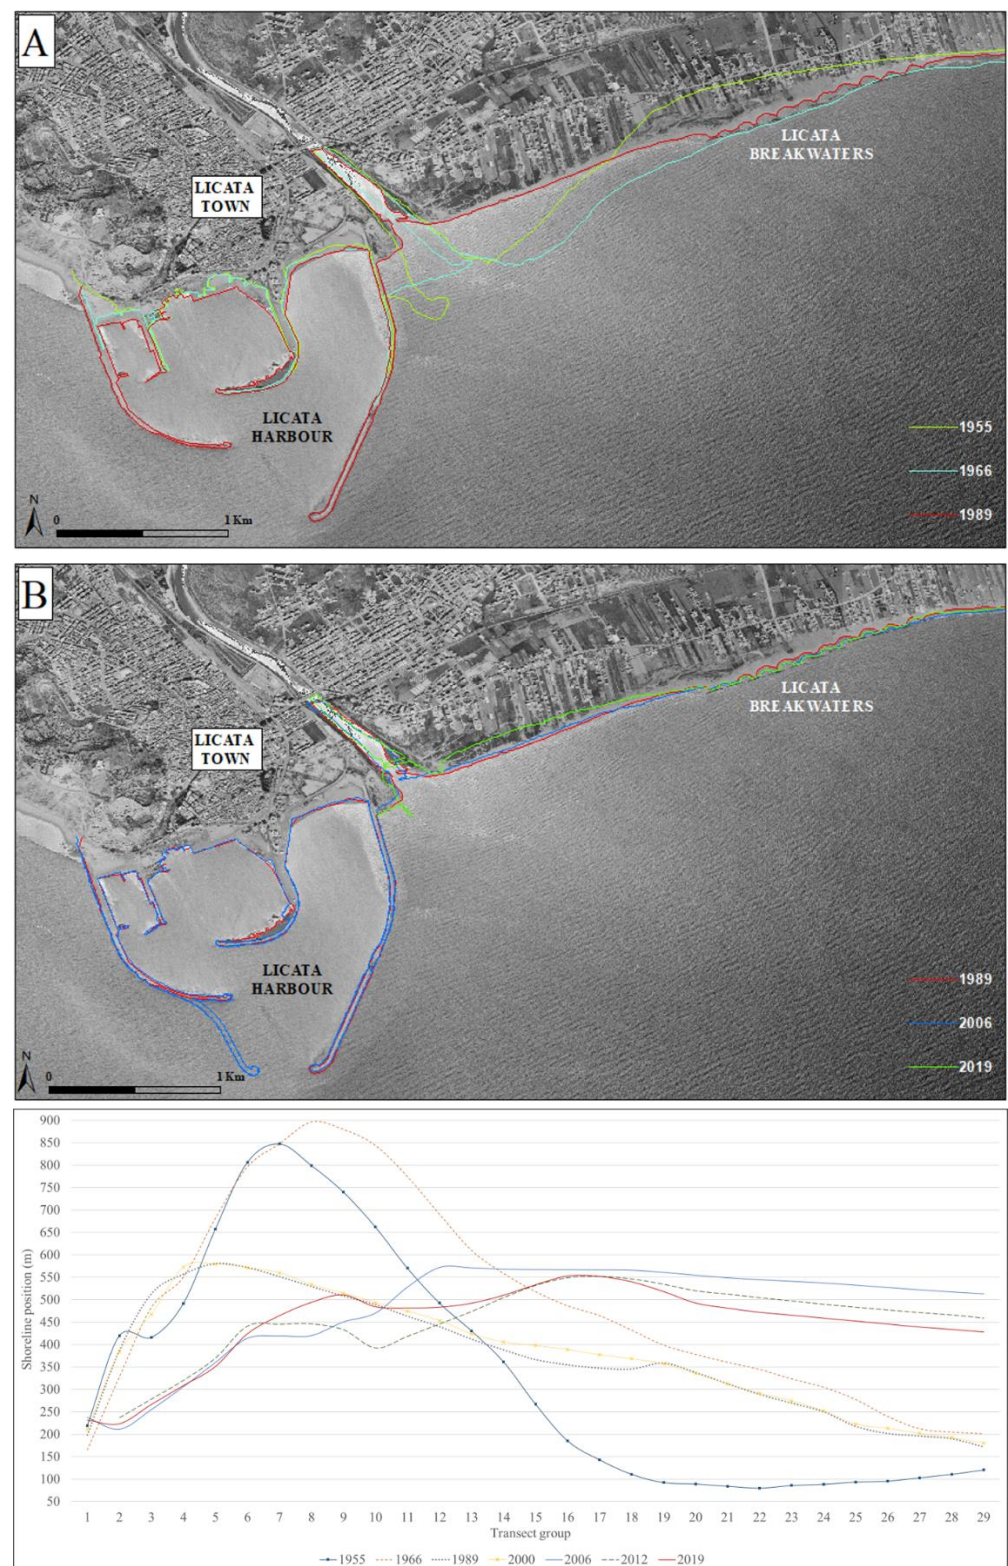 A
LICATA
BREAKWATERS
LICATA
TOWN
LICATA
HARBOUR
1955
1966
1989
N
0 1 Km
B
LICATA
BREAKWATERS
LICATA
TOWN
LICATA
HARBOUR
1989
2006
2019
N
0 1 Km
900
850
800
750
700
650
600
550
500
450
400
350
300
250
200
150
100
50
Shoreline position (m)
1 2 3 4 5 6 7 8 9 10 11 12 13 14 15 16 17 18 19 20 21 22 23 24 25 26 27 28 29
Transect group
1955 1966 1989 2000 2006 2012 2019